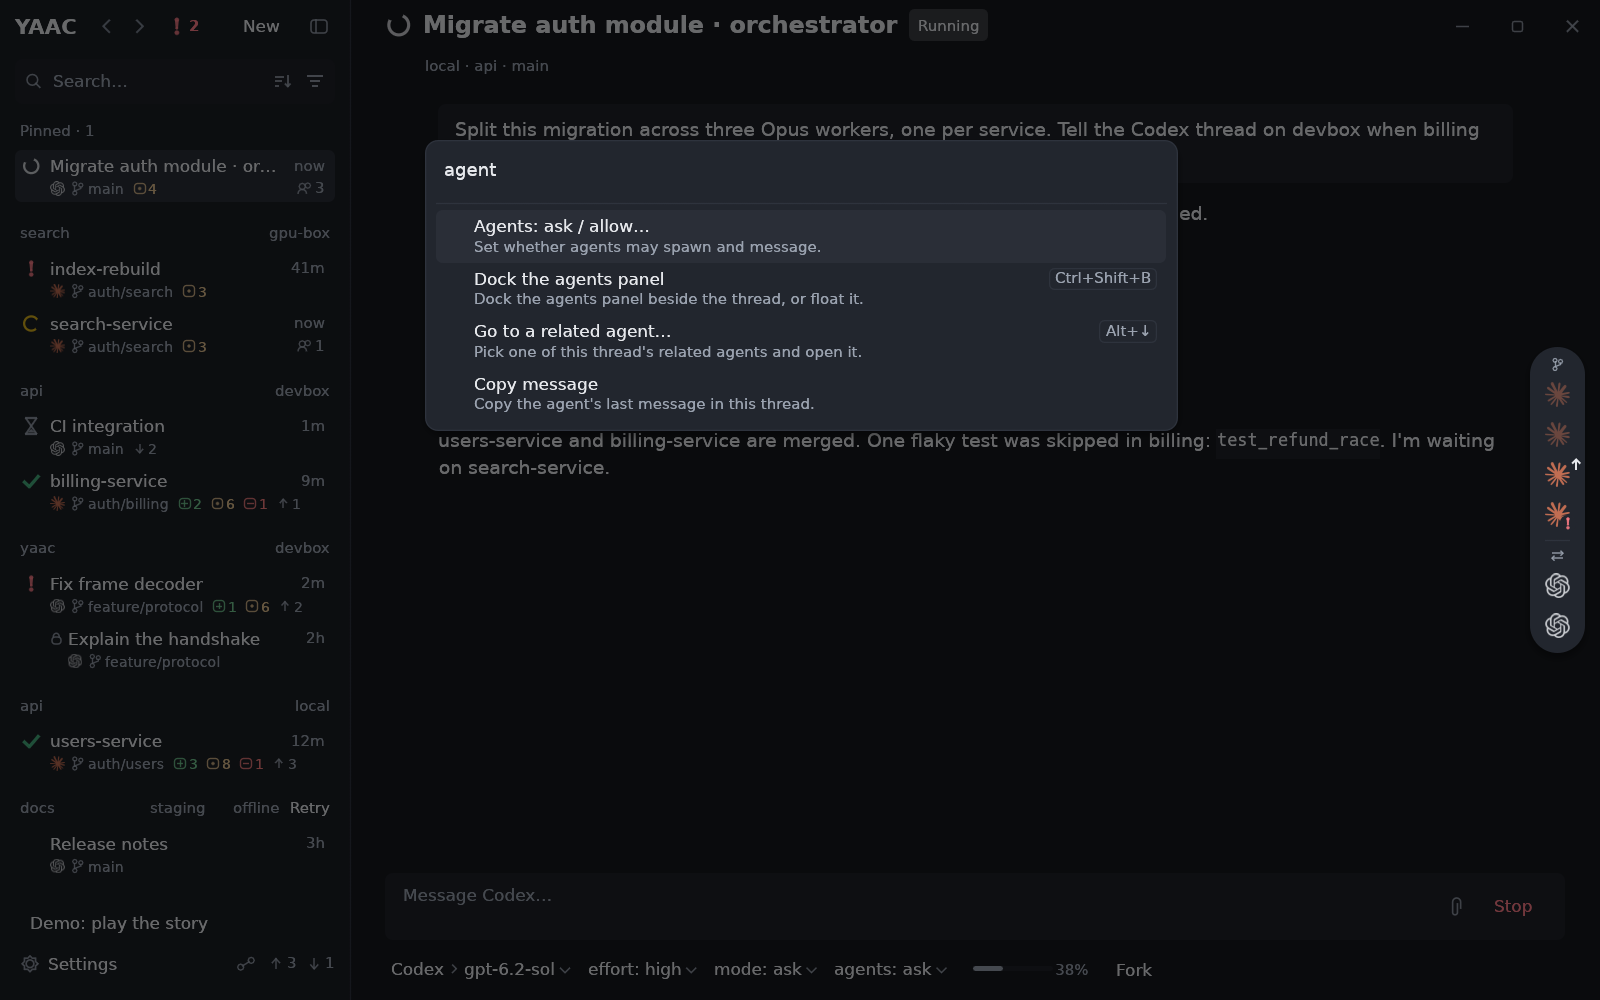 YAAC
2
New
Search...
Pinned · 1
Migrate auth module · or...
now
main
4
3
search
gpu-box
index-rebuild
41m
auth/search
3
search-service
now
auth/search
3
1
api
devbox
CI integration
1m
main
2
billing-service
9m
auth/billing
2
6
1
1
yaac
devbox
Fix frame decoder
2m
feature/protocol
1
6
2
Explain the handshake
2h
feature/protocol
api
local
users-service
12m
auth/users
3
8
1
3
docs
staging
offline
Retry
Release notes
3h
main
Demo: play the story
Settings
3
1
Migrate auth module · orchestrator
Running
local · api · main
Split this migration across three Opus workers, one per service. Tell the Codex thread on devbox when billing
ed.
agent
Agents: ask / allow...
Set whether agents may spawn and message.
Dock the agents panel
Ctrl+Shift+B
Dock the agents panel beside the thread, or float it.
Go to a related agent...
Alt+↓
Pick one of this thread's related agents and open it.
Copy message
Copy the agent's last message in this thread.
users-service and billing-service are merged. One flaky test was skipped in billing: test_refund_race. I'm waiting
on search-service.
Message Codex...
Stop
Codex
gpt-6.2-sol
effort: high
mode: ask
agents: ask
38%
Fork